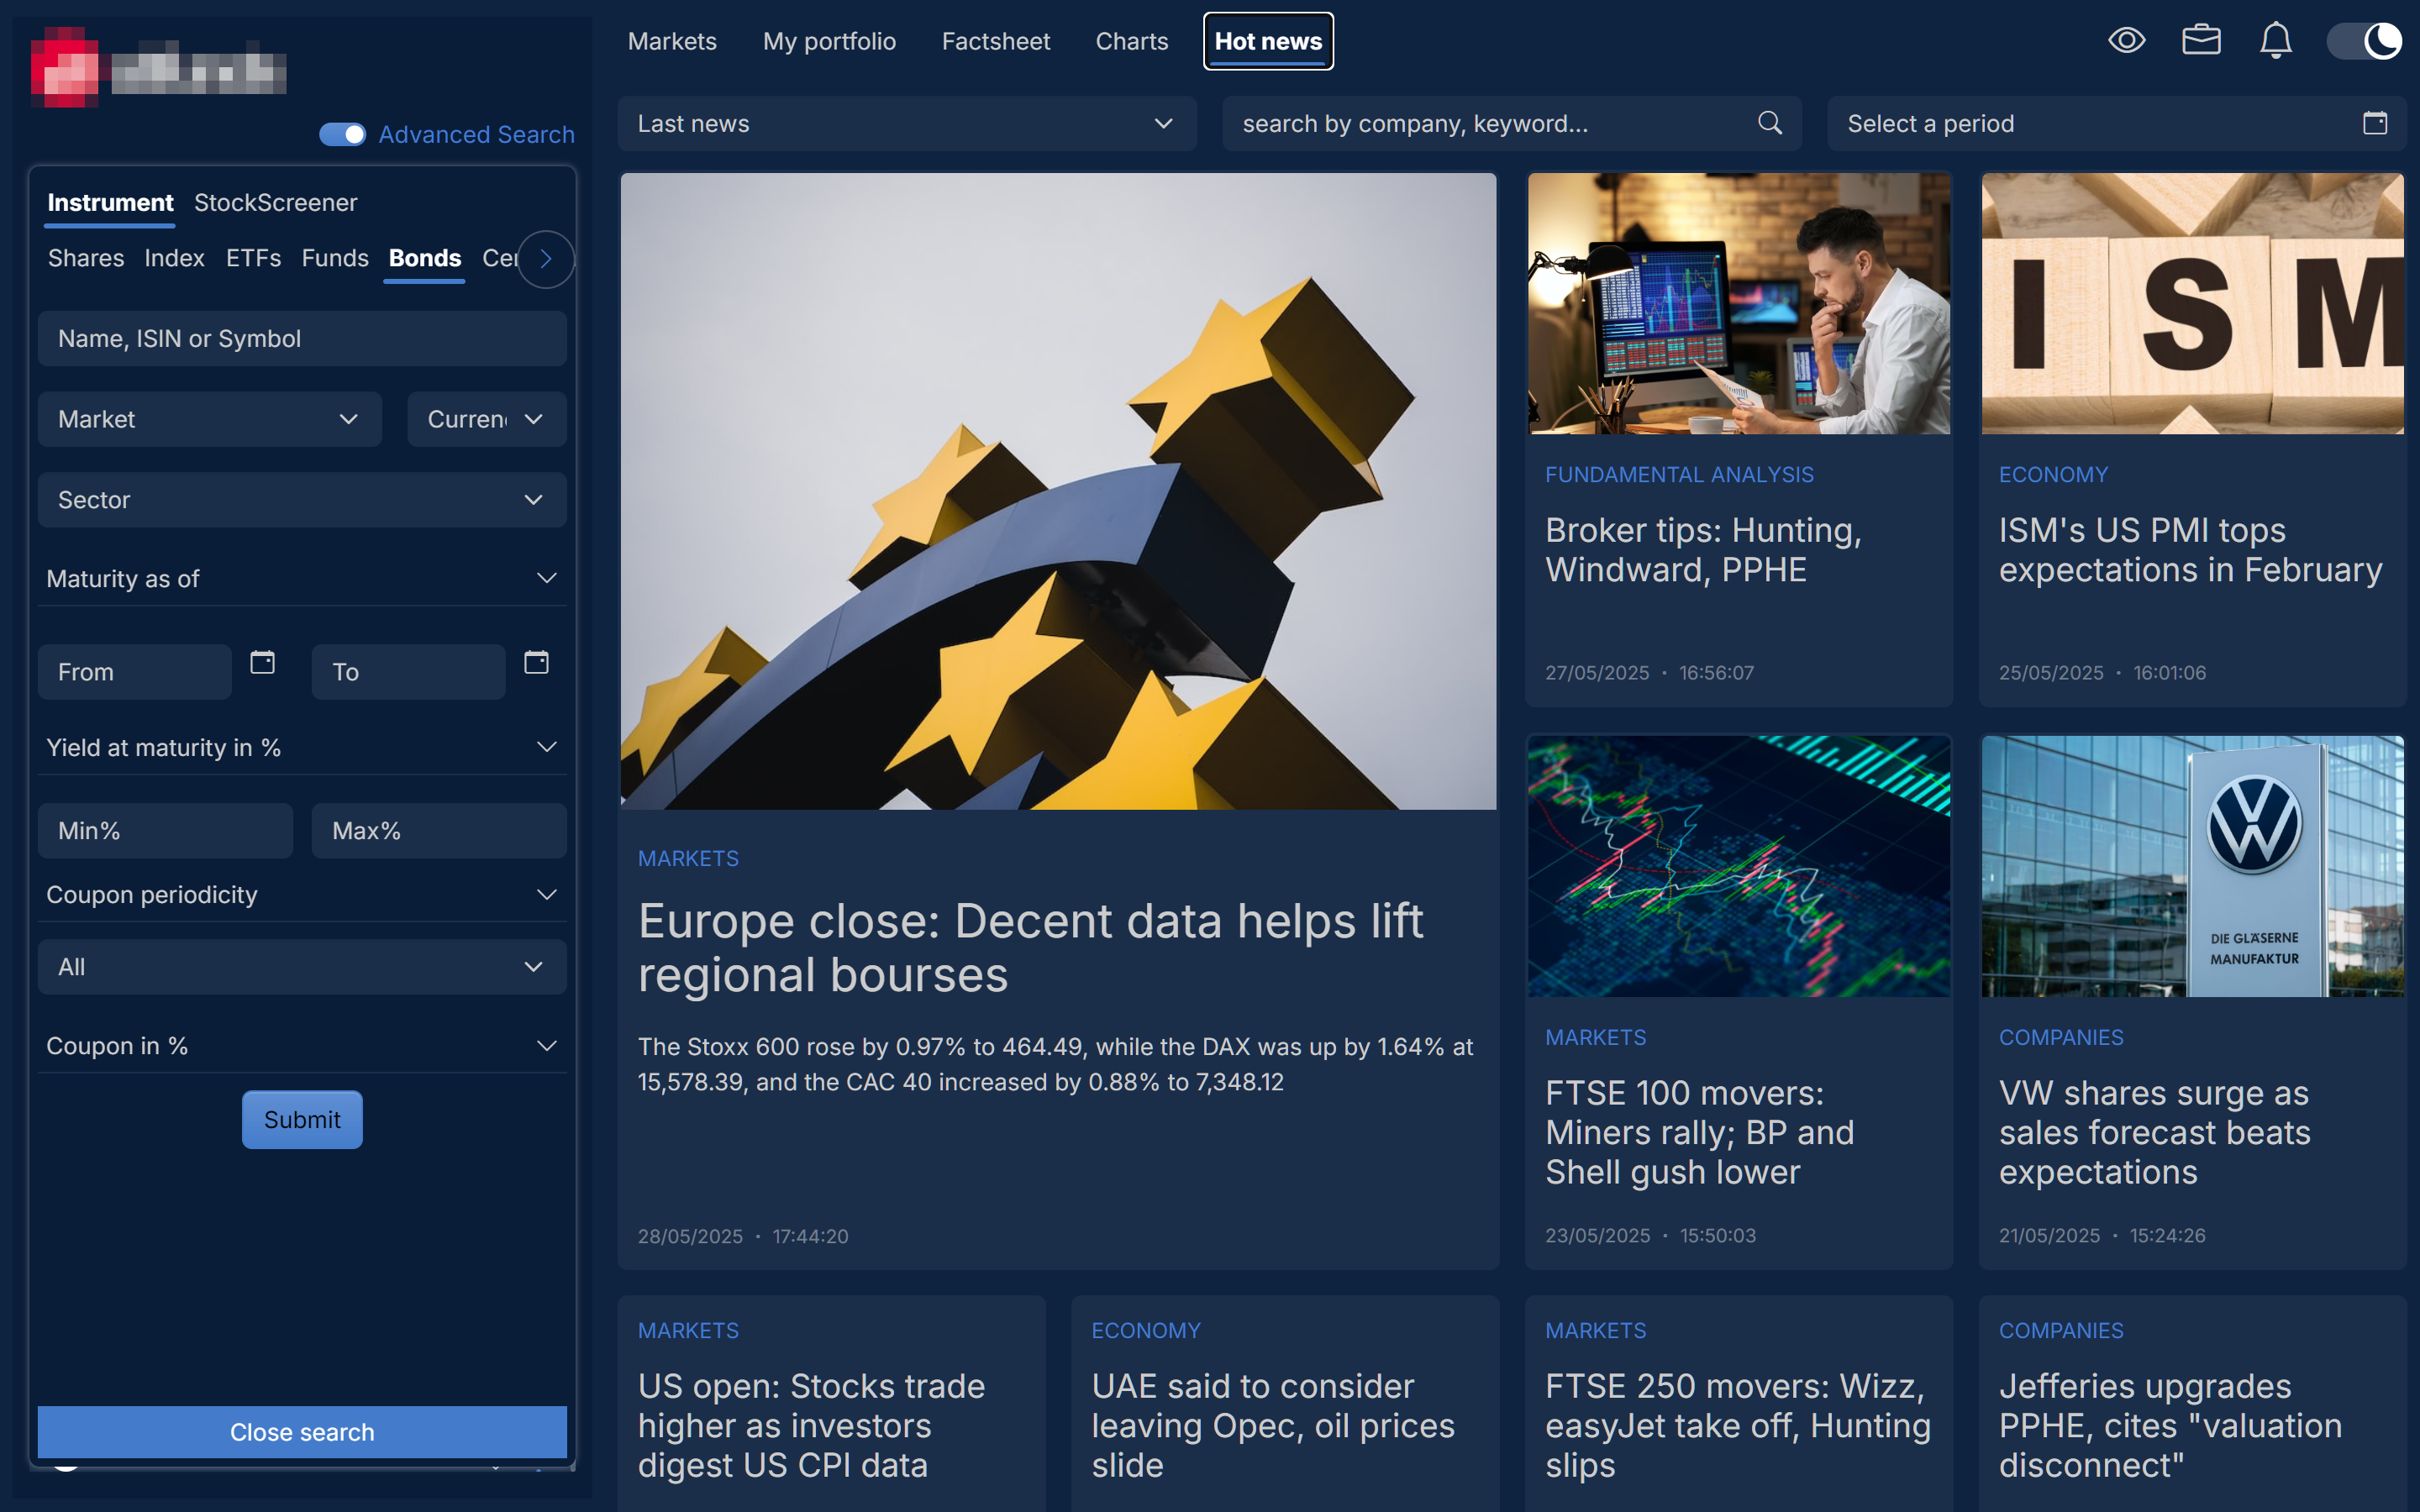 Markets My portfolio Factsheet Charts Hot news
Advanced Search
Instrument StockScreener
Shares Index ETFs Funds Bonds
Name, ISIN or Symbol
Market
Sector
Maturity as of
From To
Yield at maturity in %
Min% Max%
Coupon periodicity
All
Coupon in %
Submit
Close search
Last news search by company, keyword... Select a period
MARKETS
Europe close: Decent data helps lift
regional bourses
The Stoxx 600 rose by 0.97% to 464.49, while the DAX was up by 1.64% at
15,578.39, and the CAC 40 increased by 0.88% to 7,348.12
28/05/2025 • 17:44:20
FUNDAMENTAL ANALYSIS
Broker tips: Hunting,
Windward, PPHE
27/05/2025 • 16:56:07
ISM
ECONOMY
ISM's US PMI tops
expectations in February
25/05/2025 • 16:01:06
MARKETS
FTSE 100 movers:
Miners rally; BP and
Shell gush lower
23/05/2025 • 15:50:03
DIE GLÄSERNE
MANUFAKTUR
COMPANIES
VW shares surge as
sales forecast beats
expectations
21/05/2025 • 15:24:26
MARKETS
US open: Stocks trade
higher as investors
digest US CPI data
ECONOMY
UAE said to consider
leaving Opec, oil prices
slide
MARKETS
FTSE 250 movers: Wizz,
easyJet take off, Hunting
slips
COMPANIES
Jefferies upgrades
PPHE, cites "valuation
disconnect"